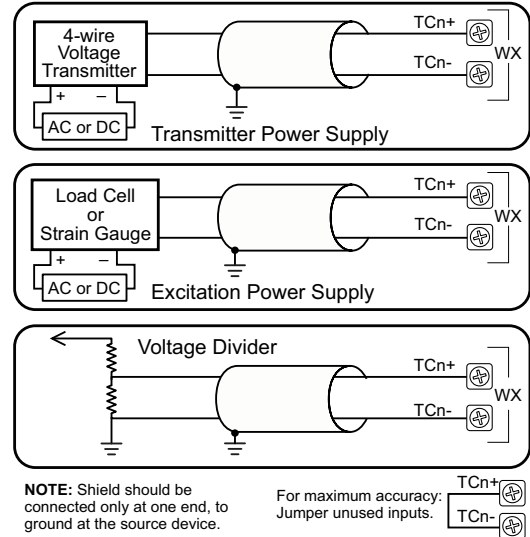 4-wire
Voltage
Transmitter
TCn+
WX
TCn-
+ –
AC or DC
Transmitter Power Supply
Load Cell
or
Strain Gauge
TCn+
WX
TCn-
+ –
AC or DC
Excitation Power Supply
Voltage Divider
TCn+
WX
TCn-
NOTE: Shield should be
connected only at one end, to
ground at the source device.
For maximum accuracy:
Jumper unused inputs.
TCn+
TCn-